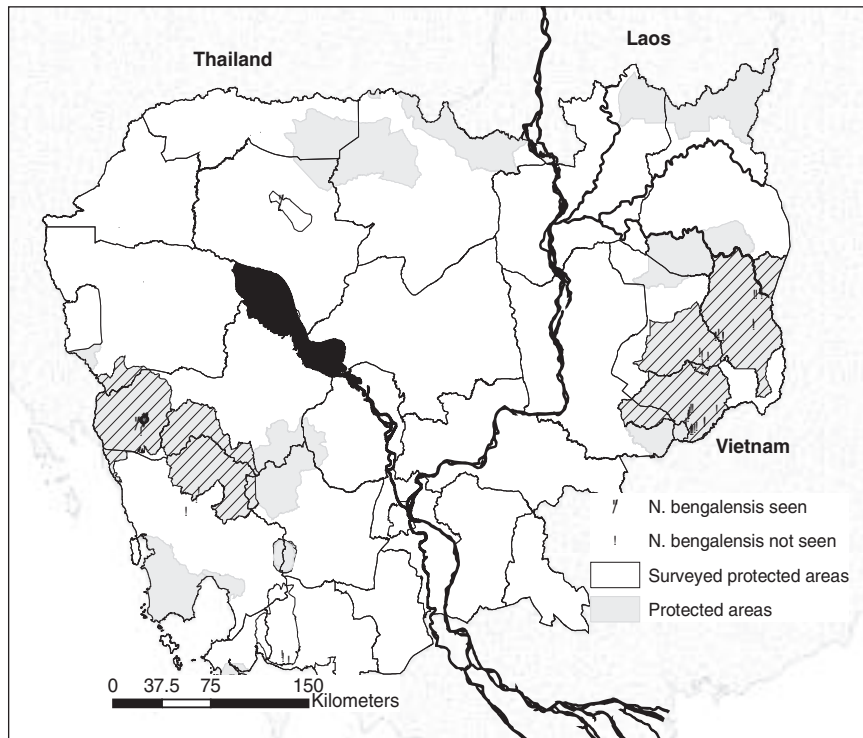 Thailand
Laos
Vietnam
N. bengalensis seen
N. bengalensis not seen
Surveyed protected areas
Protected areas
0 37.5 75 150
Kilometers